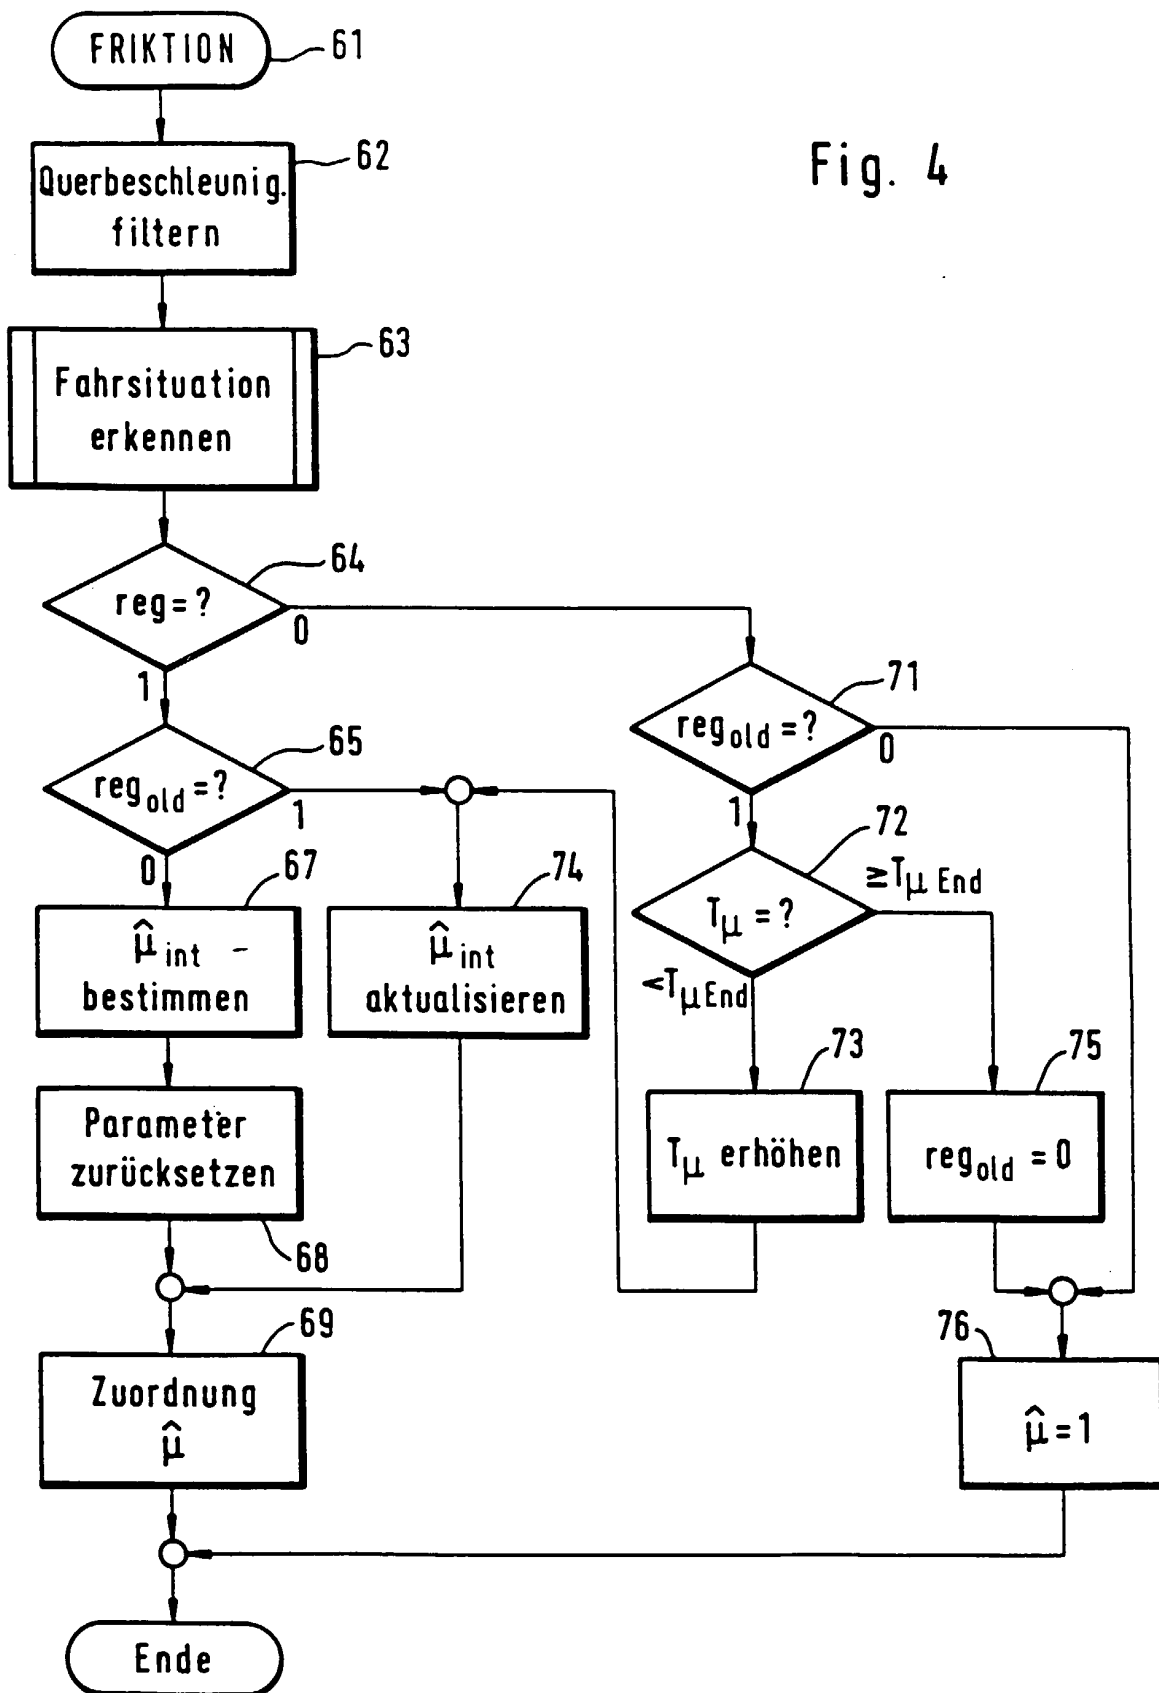 FRIKTION
61
Fig. 4
62
Querbeschleunig.
filtern
63
Fahrsituation
erkennen
64
reg=?
0
1
71
reg_old=?
0
1
65
reg_old=?
1
0
72
T_μ=?
≥T_μ End
<T_μ End
67
μ̂_int -
bestimmen
74
μ̂_int
aktualisieren
73
T_μ erhöhen
75
reg_old=0
Parameter
zurücksetzen
68
69
Zuordnung
μ̂
76
μ̂=1
Ende